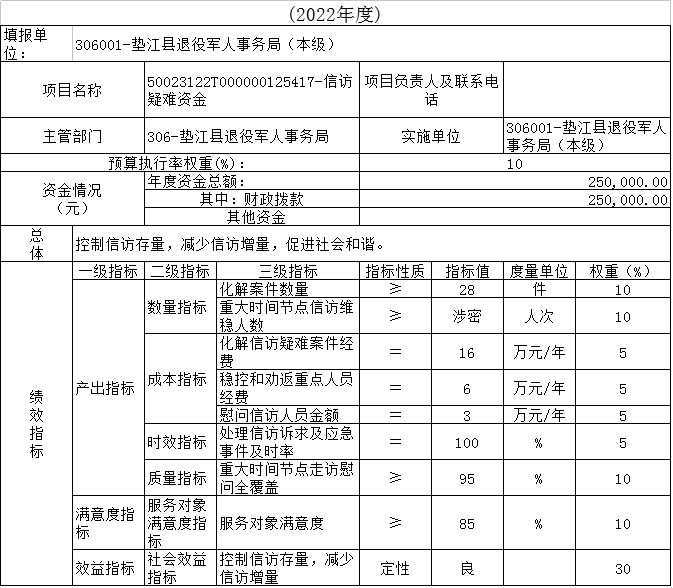 (2022年度)
填报单位：
306001-垫江县退役军人事务局（本级）
项目名称
50023122T000000125417-信访疑难资金
项目负责人及联系电话
主管部门
306-垫江县退役军人事务局
实施单位
306001-垫江县退役军人事务局（本级）
预算执行率权重(%)：
10
资金情况（元）
年度资金总额：
250,000.00
其中：财政拨款
250,000.00
其他资金
总体
控制信访存量，减少信访增量，促进社会和谐。
绩效指标
一级指标 二级指标 三级指标 指标性质 指标值 度量单位 权重（%）
产出指标
数量指标
化解案件数量 ≥ 28 件 10
重大时间节点信访维稳人数 ≥ 涉密 人次 10
成本指标
化解信访疑难案件经费 ＝ 16 万元/年 5
稳控和劝返重点人员经费 ＝ 6 万元/年 5
慰问信访人员金额 ＝ 3 万元/年 5
时效指标
处理信访诉求及应急事件及时率 ＝ 100 % 5
质量指标
重大时间节点走访慰问全覆盖 ≥ 95 % 10
满意度指标
服务对象满意度指标
服务对象满意度 ≥ 85 % 10
效益指标
社会效益指标
控制信访存量，减少信访增量 定性 良 30